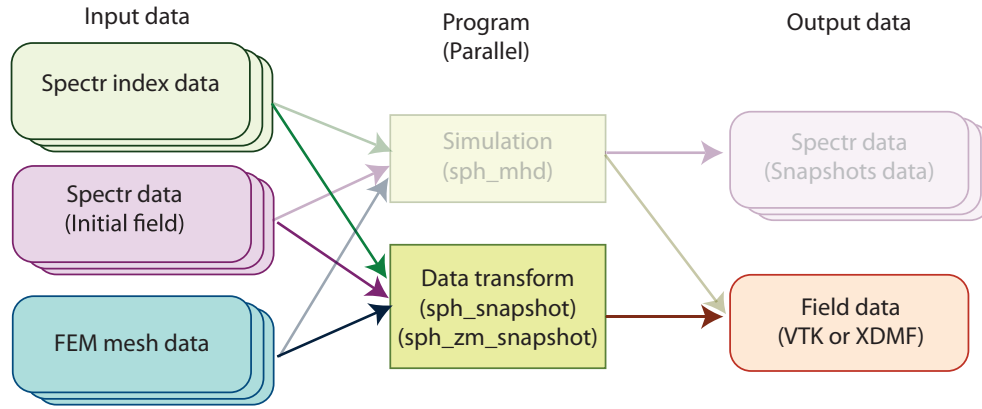 Input data
Program
(Parallel)
Output data
Spectr index data
Simulation
(sph_mhd)
Spectr data
(Snapshots data)
Spectr data
(Initial field)
Data transform
(sph_snapshot)
(sph_zm_snapshot)
Field data
(VTK or XDMF)
FEM mesh data